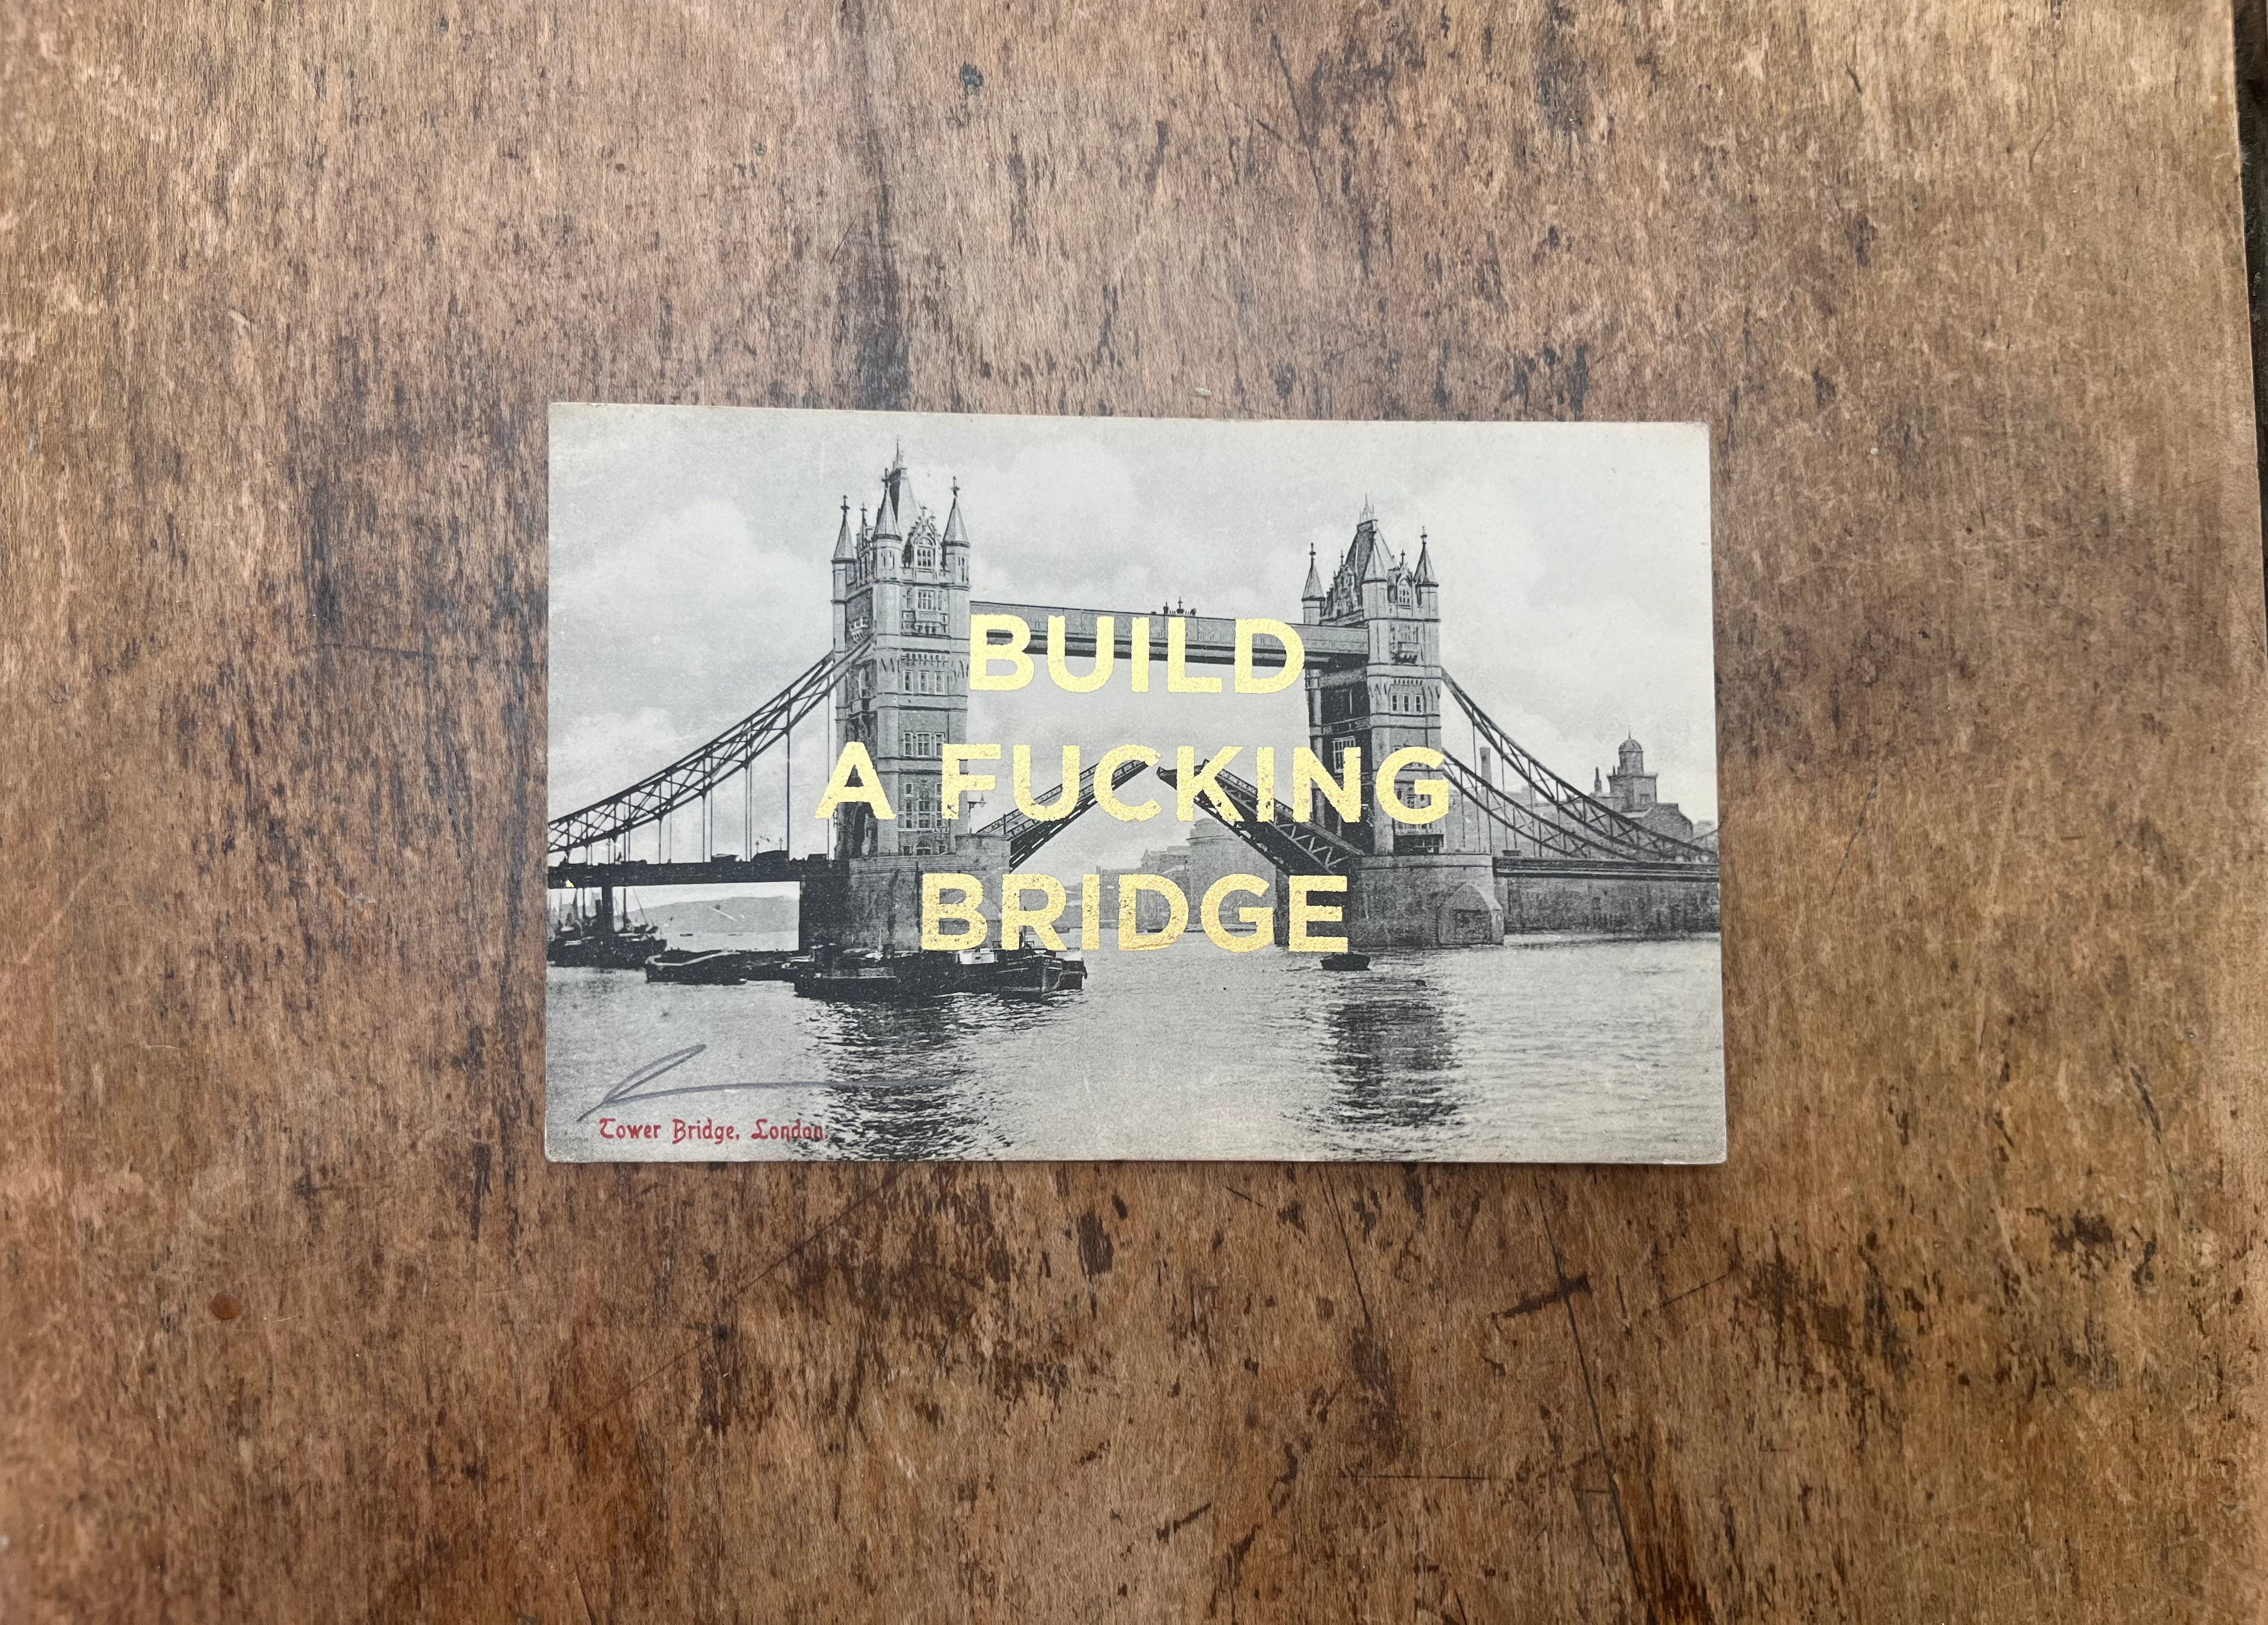 BUILD
A FUCKING
BRIDGE
Tower Bridge, London.